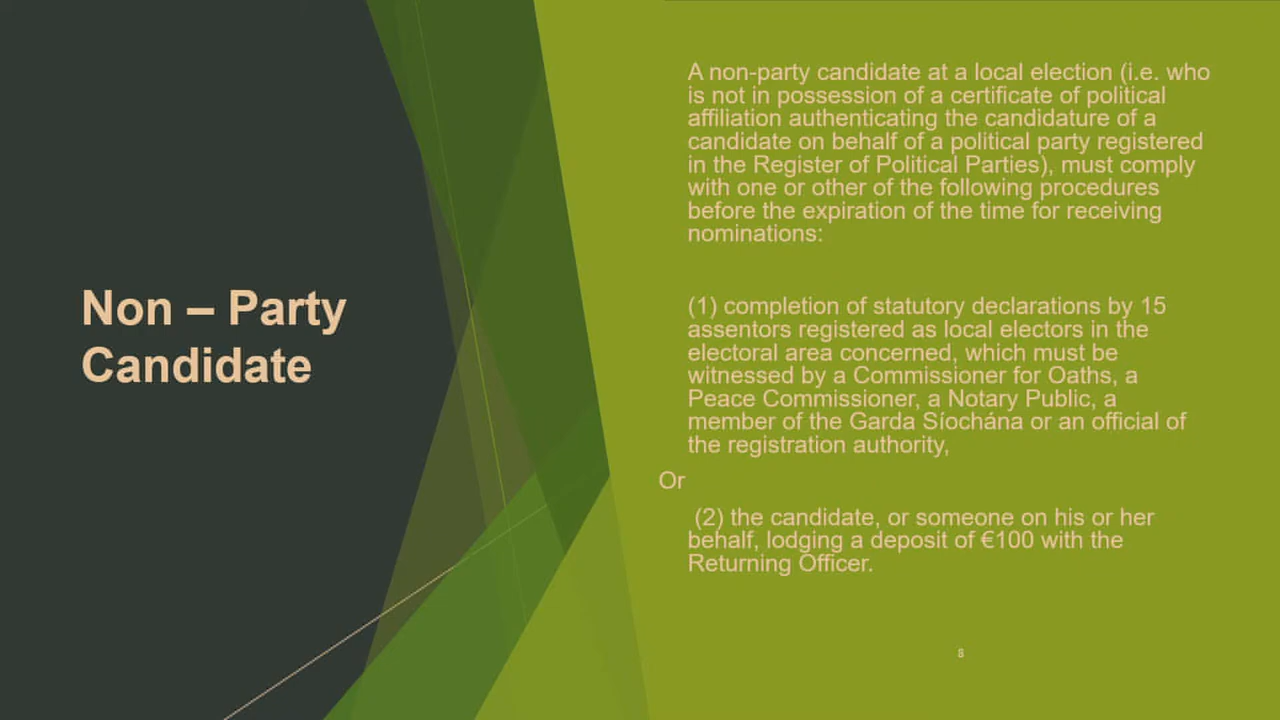 Non – Party
Candidate
A non-party candidate at a local election (i.e. who
is not in possession of a certificate of political
affiliation authenticating the candidature of a
candidate on behalf of a political party registered
in the Register of Political Parties), must comply
with one or other of the following procedures
before the expiration of the time for receiving
nominations:
(1) completion of statutory declarations by 15
assentors registered as local electors in the
electoral area concerned, which must be
witnessed by a Commissioner for Oaths, a
Peace Commissioner, a Notary Public, a
member of the Garda Síochána or an official of
the registration authority,
Or
(2) the candidate, or someone on his or her
behalf, lodging a deposit of €100 with the
Returning Officer.
8